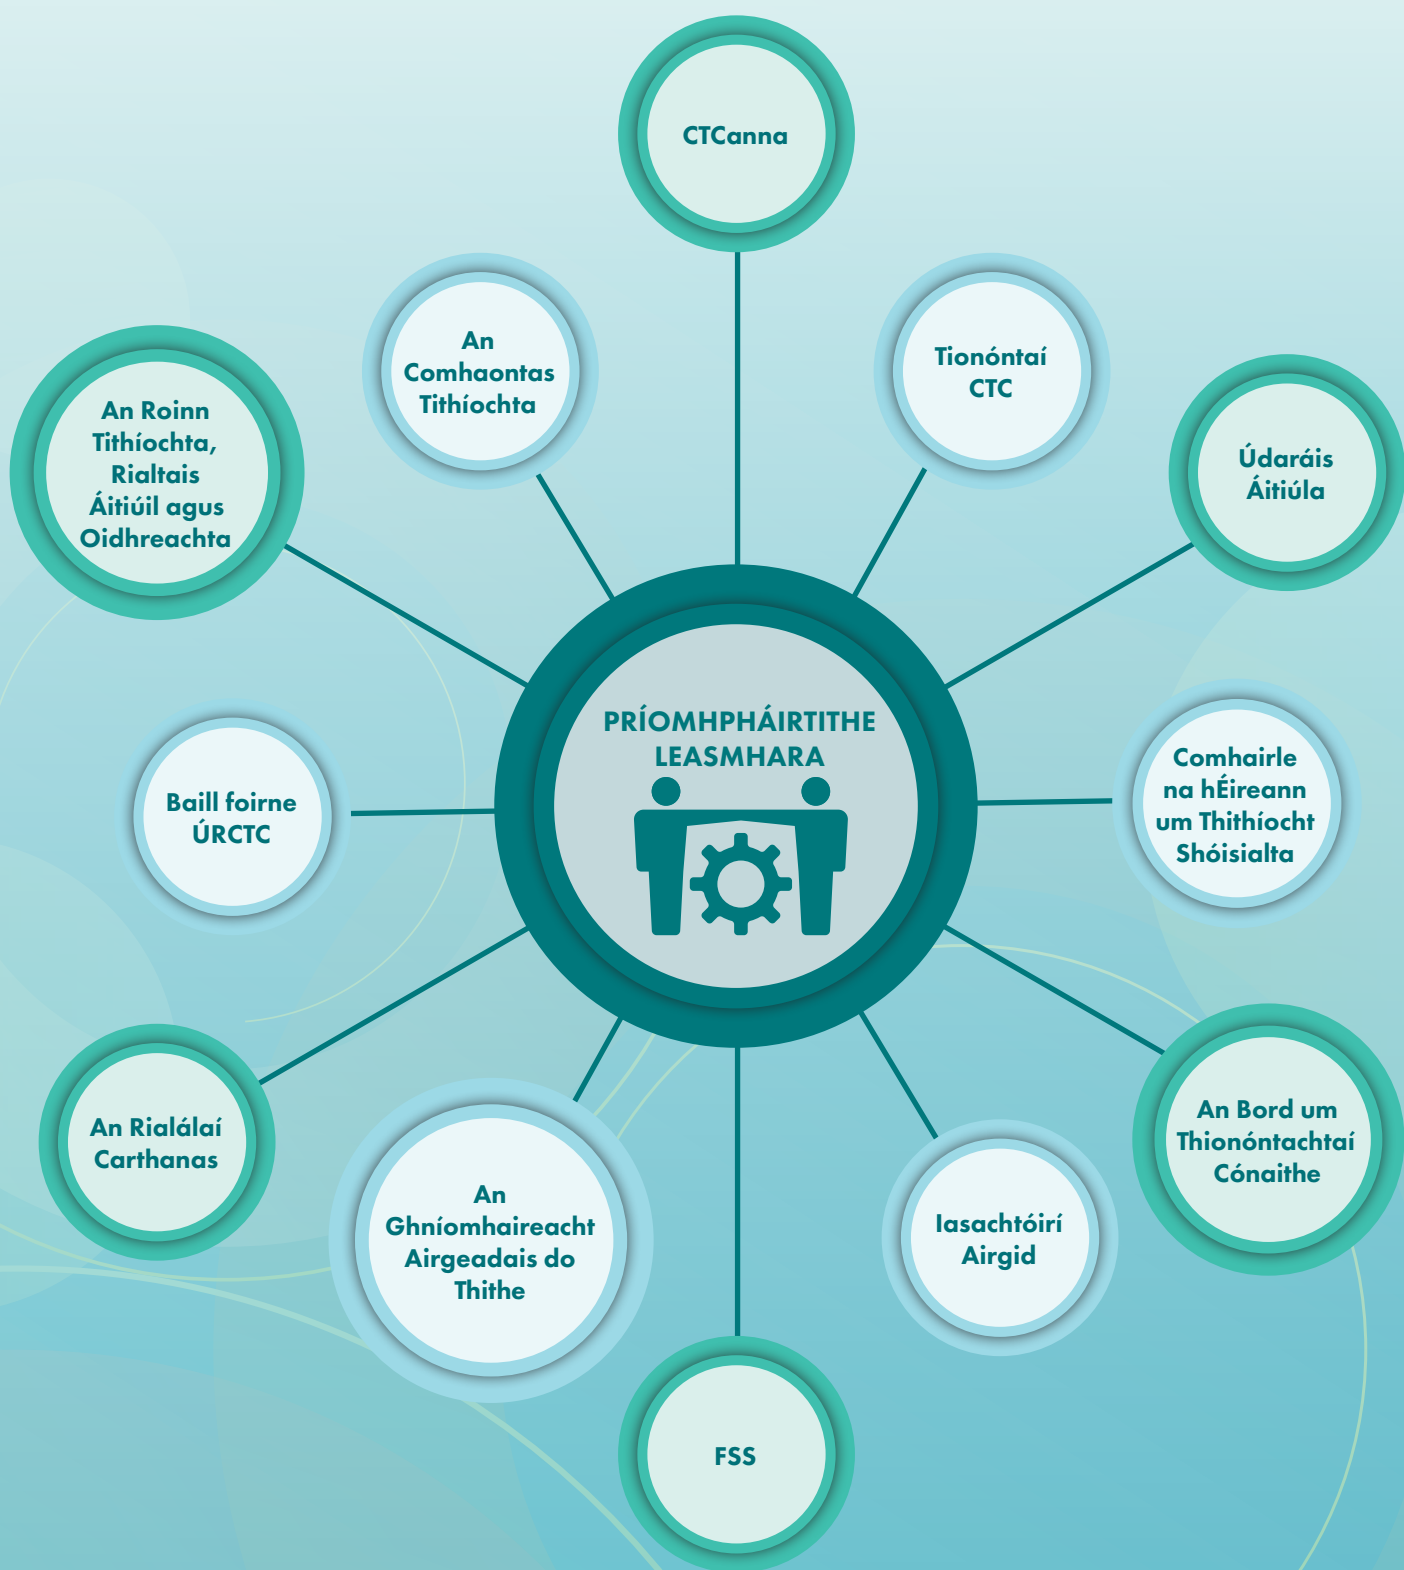 CTCanna
An
Comhaontas
Tithíochta
Tionóntaí
CTC
An Roinn
Tithíochta,
Rialtais
Áitiúil agus
Oidhreachta
Údaráis
Áitiúla
PRÍOMHPHÁIRTITHE
LEASMHARA
Baill foirne
ÚRCTC
Comhairle
na hÉireann
um Thithíocht
Shóisialta
An Rialálaí
Carthanas
An Bord um
Thionóntachtaí
Cónaithe
An
Ghníomhaireacht
Airgeadais do
Thithe
Iasachtóirí
Airgid
FSS